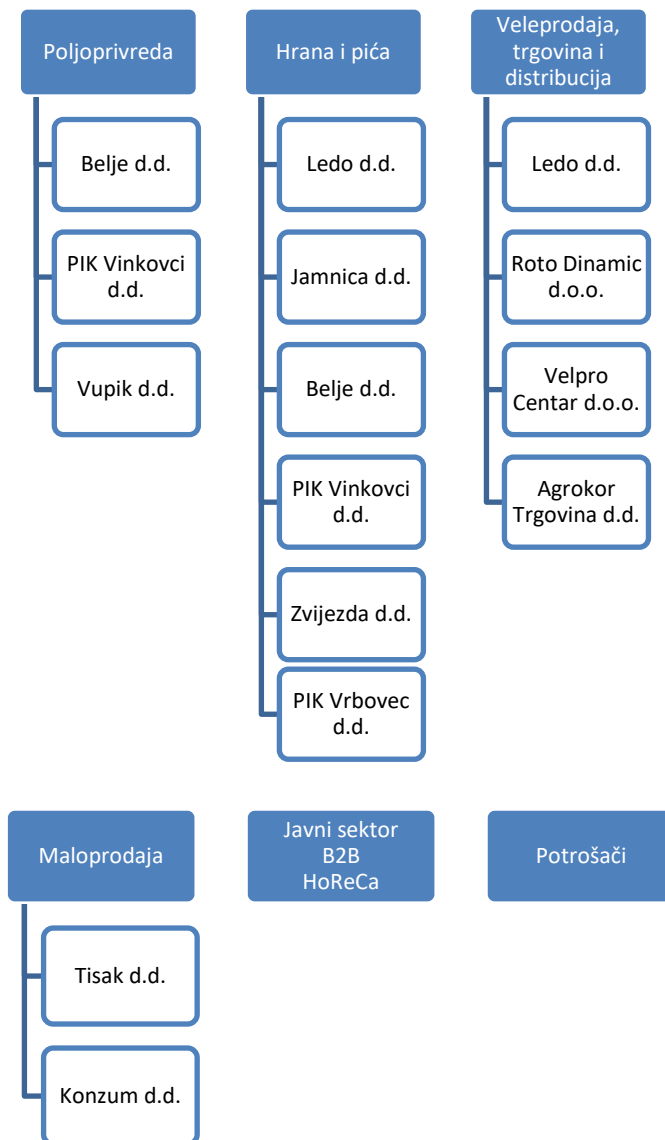 Poljoprivreda
Belje d.d.
PIK Vinkovci
d.d.
Vupik d.d.
Hrana i pića
Ledo d.d.
Jamnica d.d.
Belje d.d.
PIK Vinkovci
d.d.
Zvijezda d.d.
PIK Vrbovec
d.d.
Veleprodaja,
trgovina i
distribucija
Ledo d.d.
Roto Dinamic
d.o.o.
Velpro
Centar d.o.o.
Agrokor
Trgovina d.d.
Maloprodaja
Tisak d.d.
Konzum d.d.
Javni sektor
B2B
HoReCa
Potrošači